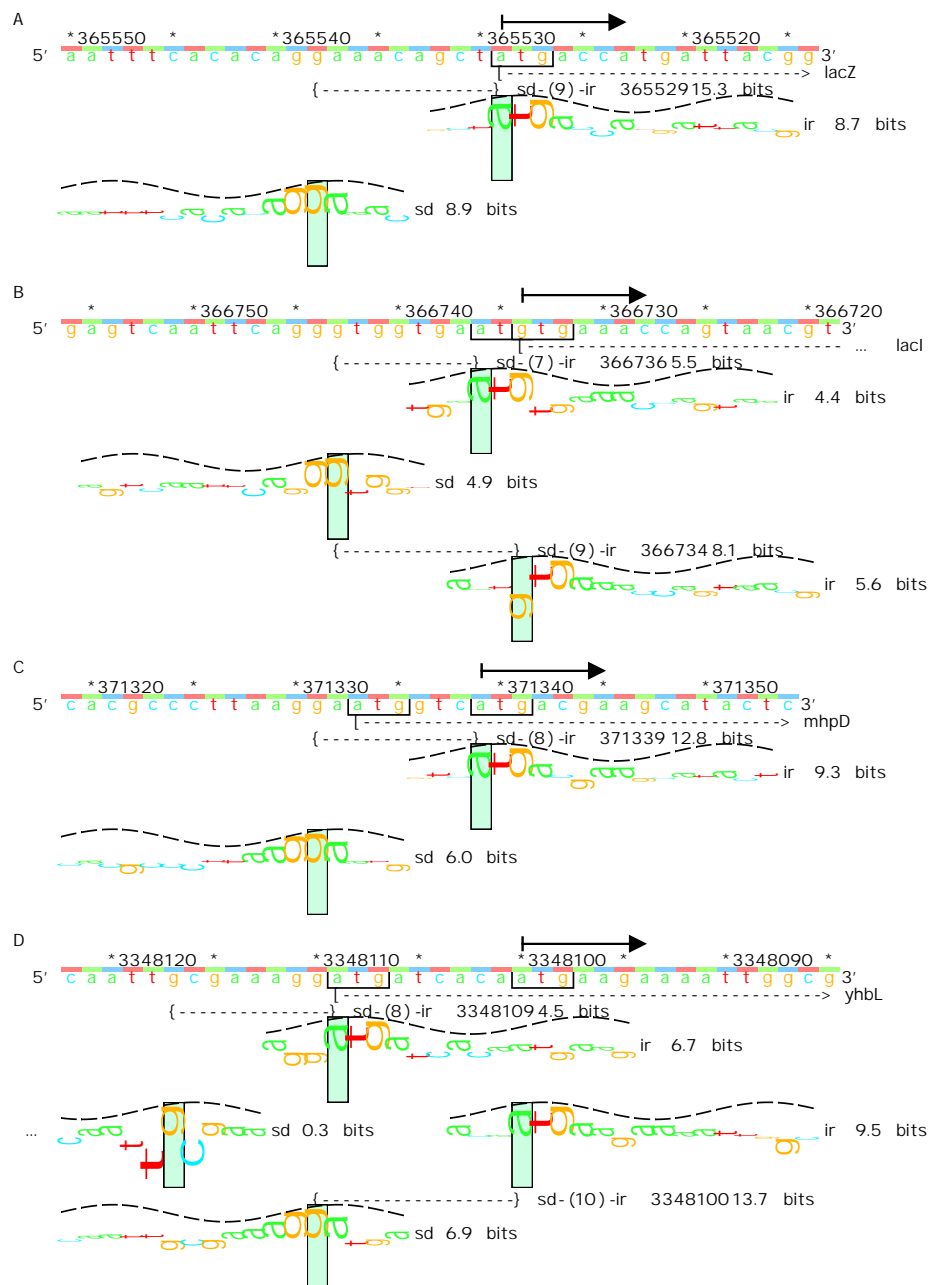 A
* 365550 * 365540 * 365530 * 365520 *
5' a a t t t c a c a c a g g a a a c a g c t a t g a c c a t g a t t a c g g 3'
lacZ
sd-(9)-ir 365529 15.3 bits
ir 8.7 bits
sd 8.9 bits
B
* 366750 * 366740 * 366730 * 366720
5' g a g t c a a t t c a g g g t g g t g a a t g t g a a a c c a g t a a c g t 3'
... lacI
sd-(7)-ir 366736 5.5 bits
ir 4.4 bits
sd 4.9 bits
sd-(9)-ir 366734 8.1 bits
ir 5.6 bits
C
* 371320 * 371330 * 371340 * 371350
5' c a c g c c c t t a a g g a a t g g t c a t g a c g a a g c a t a c t c 3'
mhpD
sd-(8)-ir 371339 12.8 bits
ir 9.3 bits
sd 6.0 bits
D
* 3348120 * 3348110 * 3348100 * 3348090 *
5' c a a t t g c g a a a g g a t g a t c a c a a t g a a g a a a a t t g g c g 3'
yhbL
sd-(8)-ir 3348109 4.5 bits
ir 6.7 bits
... sd 0.3 bits
ir 9.5 bits
sd-(10)-ir 3348100 13.7 bits
sd 6.9 bits